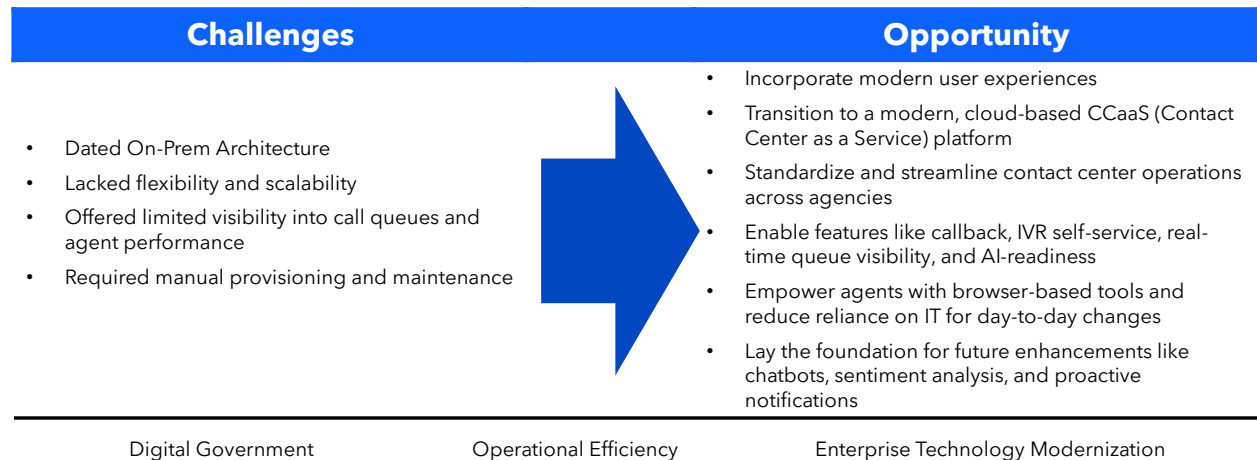 Challenges
Opportunity
• Dated On-Prem Architecture
• Lacked flexibility and scalability
• Offered limited visibility into call queues and
agent performance
• Required manual provisioning and maintenance
• Incorporate modern user experiences
• Transition to a modern, cloud-based CCaaS (Contact
Center as a Service) platform
• Standardize and streamline contact center operations
across agencies
• Enable features like callback, IVR self-service, real-
time queue visibility, and AI-readiness
• Empower agents with browser-based tools and
reduce reliance on IT for day-to-day changes
• Lay the foundation for future enhancements like
chatbots, sentiment analysis, and proactive
notifications
Digital Government
Operational Efficiency
Enterprise Technology Modernization